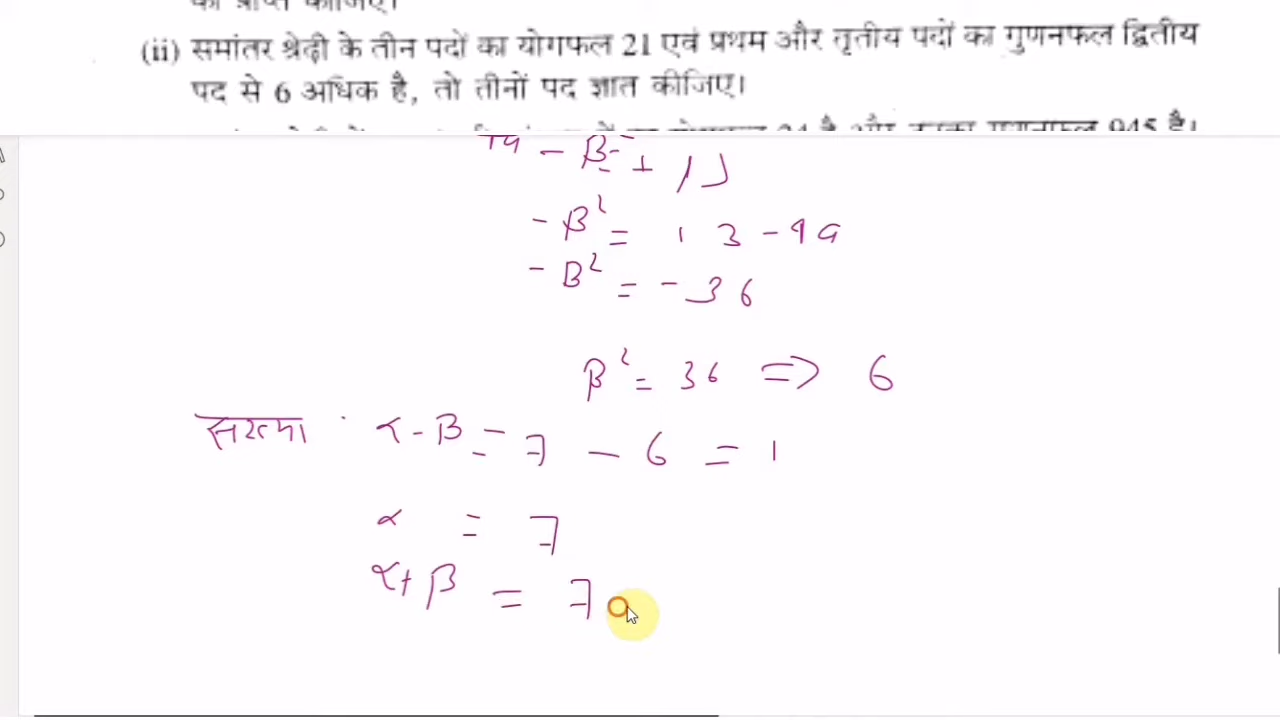 (ii) समांतर श्रेढ़ी के तीन पदों का योगफल 21 एवं प्रथम और तृतीय पदों का गुणनफल द्वितीय
पद से 6 अधिक है, तो तीनों पद ज्ञात कीजिए।
945 है।
- β² = 13 - 49
- β² = - 36
β² = 36 => 6
α - β = 7 - 6 = 1
α = 7
α + β = 7